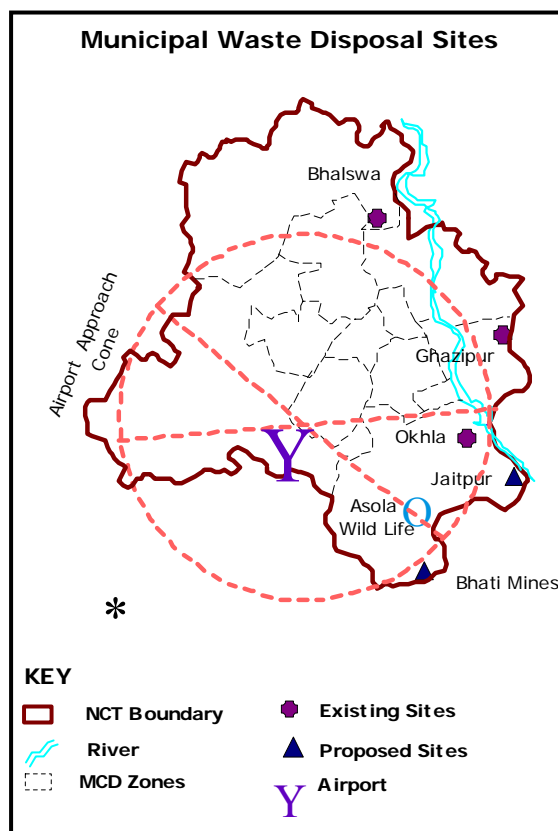 Municipal Waste Disposal Sites
Bhalswa
Airport Approach
Cone
Ghazipur
Okhla
Y
Jaitpur
Asola
Wild Life
O
Bhati Mines
*
KEY
NCT Boundary
Existing Sites
River
Proposed Sites
MCD Zones
Y
Airport